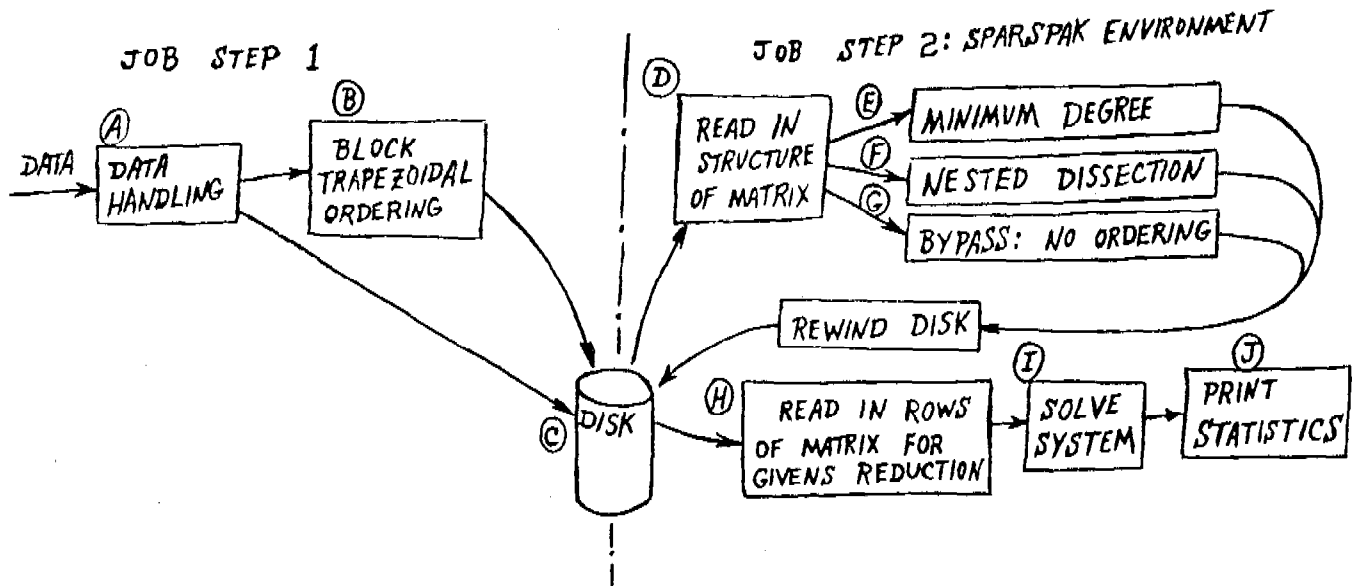 JOB STEP 1
JOB STEP 2: SPARSPAK ENVIRONMENT
DATA
A
DATA
HANDLING
B
BLOCK
TRAPEZOIDAL
ORDERING
C
DISK
D
READ IN
STRUCTURE
OF MATRIX
E
MINIMUM DEGREE
F
NESTED DISSECTION
G
BYPASS: NO ORDERING
REWIND DISK
H
READ IN ROWS
OF MATRIX FOR
GIVENS REDUCTION
I
SOLVE
SYSTEM
J
PRINT
STATISTICS